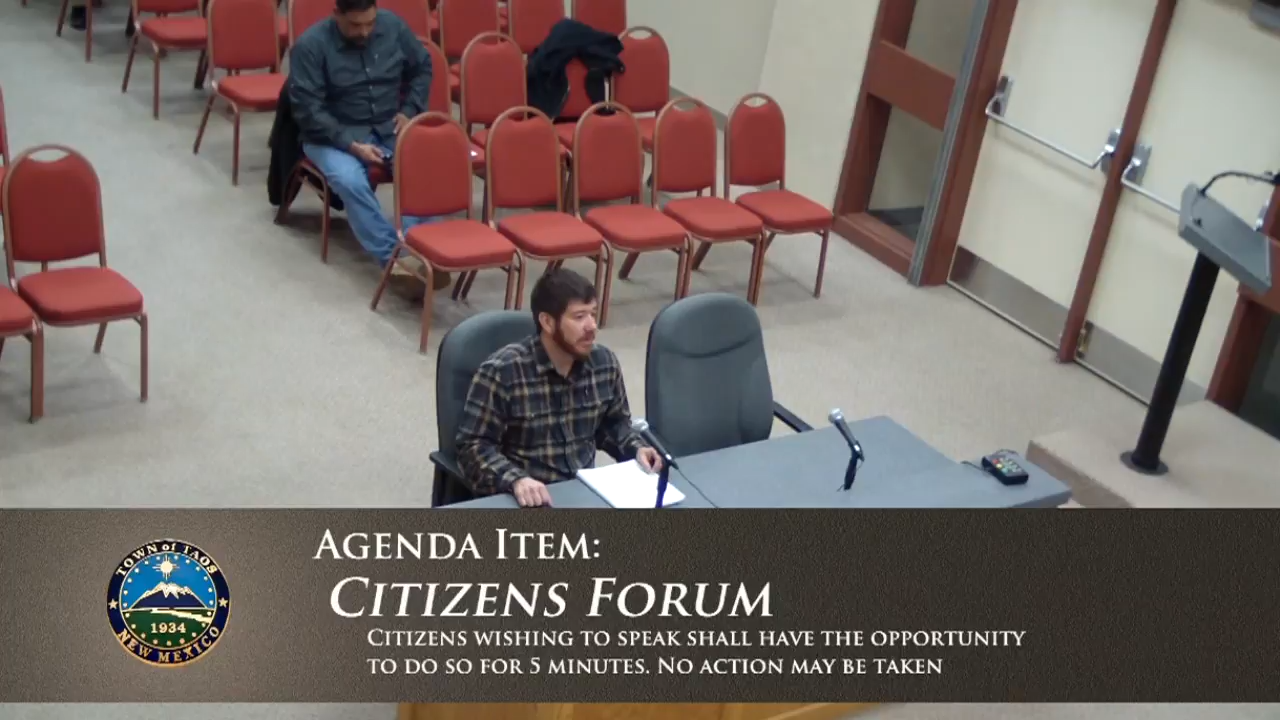 Agenda Item:
Citizens Forum
Citizens wishing to speak shall have the opportunity
to do so for 5 minutes. No action may be taken
TOWN of TAOS
1934
NEW MEXICO